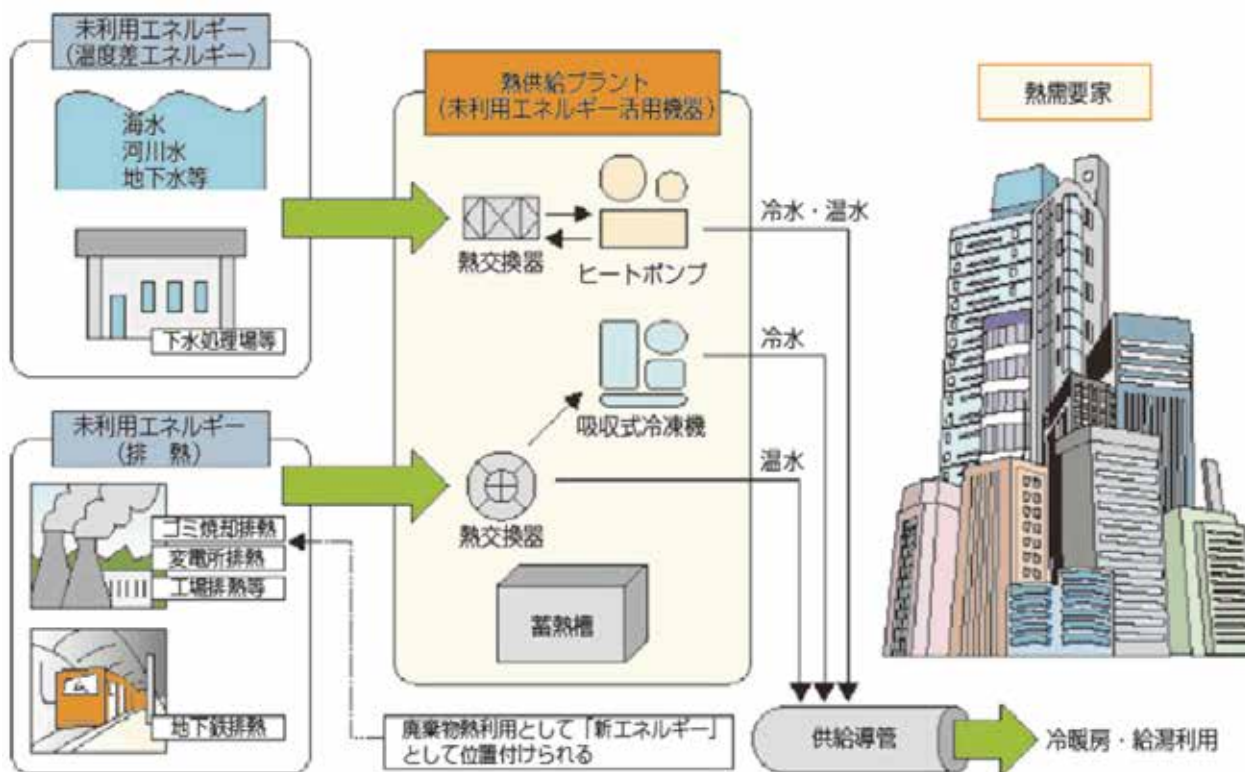 未利用エネルギー
(温度差エネルギー)
海水
河川水
地下水等
下水処理場等
未利用エネルギー
(排 熱)
ゴミ焼却排熱
変電所排熱
工場排熱等
地下鉄排熱
熱供給プラント
(未利用エネルギー活用機器)
熱交換器
ヒートポンプ
冷水・温水
吸収式冷凍機
冷水
熱交換器
温水
蓄熱槽
廃棄物熱利用として「新エネルギー」
として位置付けられる
熱需要家
供給導管
冷暖房・給湯利用